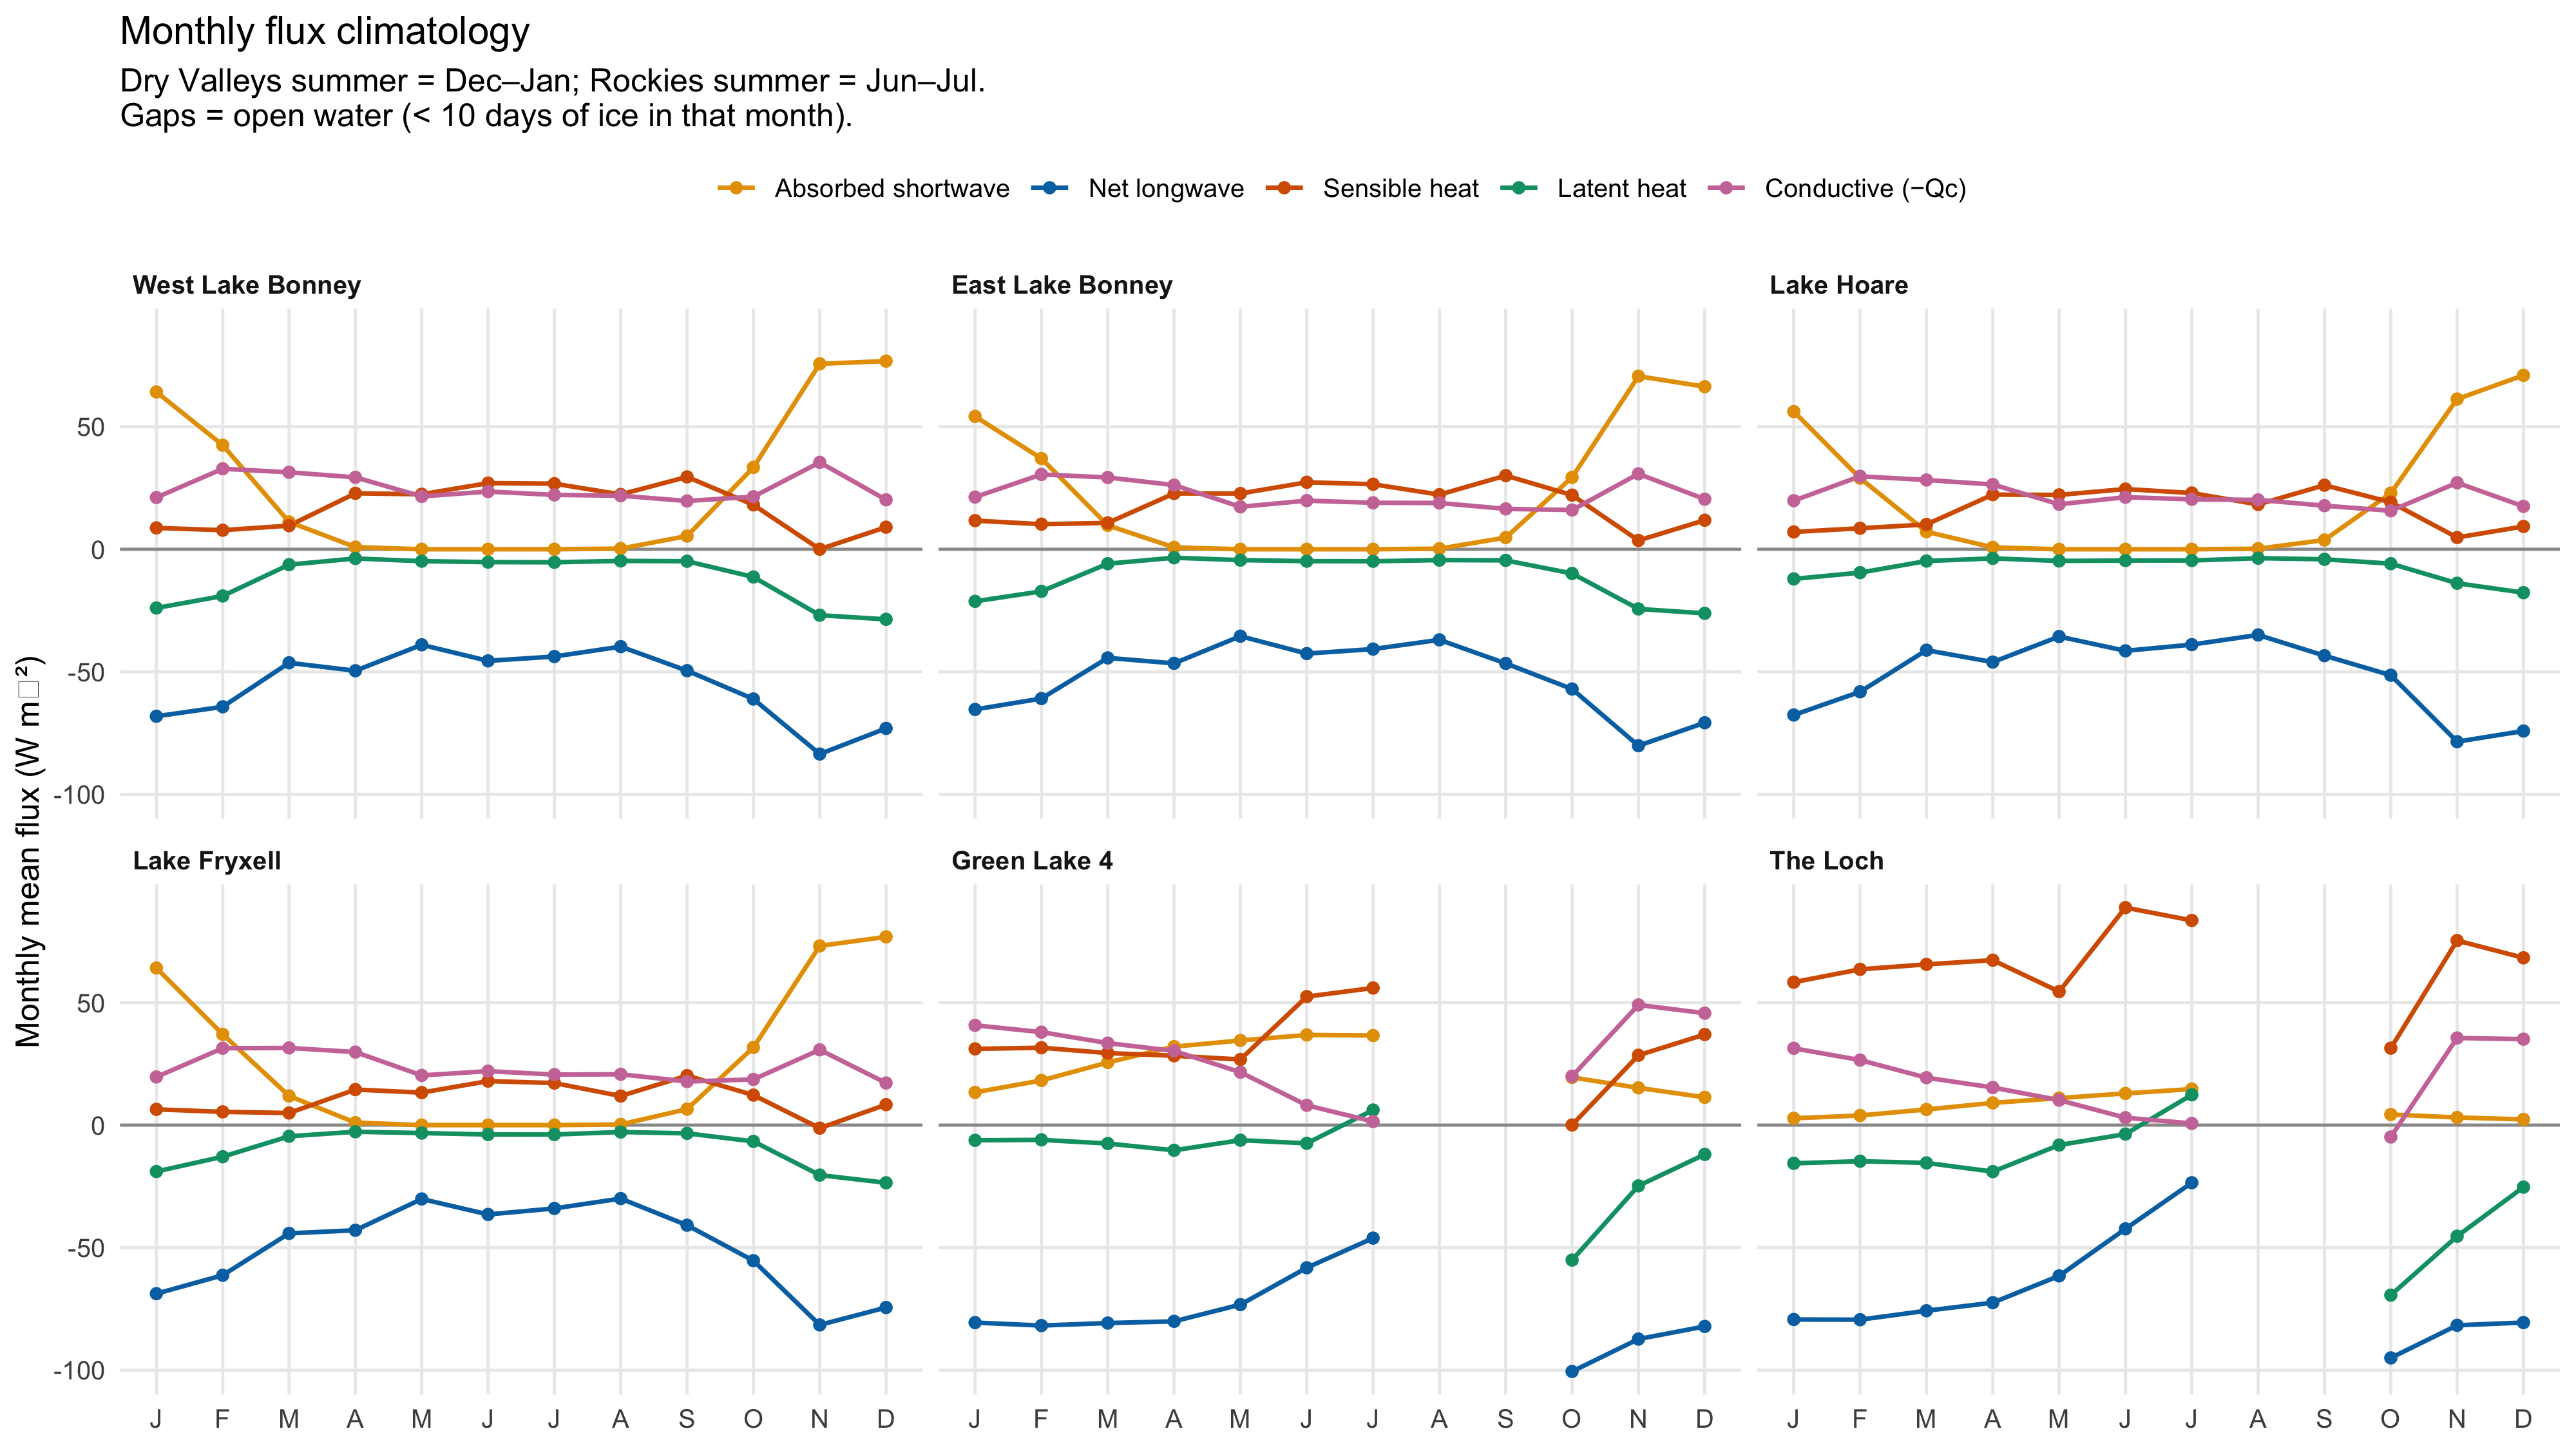 Monthly flux climatology
Dry Valleys summer = Dec–Jan; Rockies summer = Jun–Jul.
Gaps = open water (< 10 days of ice in that month).
Absorbed shortwave Net longwave Sensible heat Latent heat Conductive (−Qc)
West Lake Bonney East Lake Bonney Lake Hoare
50
0
-50
-100
Monthly mean flux (W m□²)
Lake Fryxell Green Lake 4 The Loch
50
0
-50
-100
J F M A M J J A S O N D J F M A M J J A S O N D J F M A M J J A S O N D